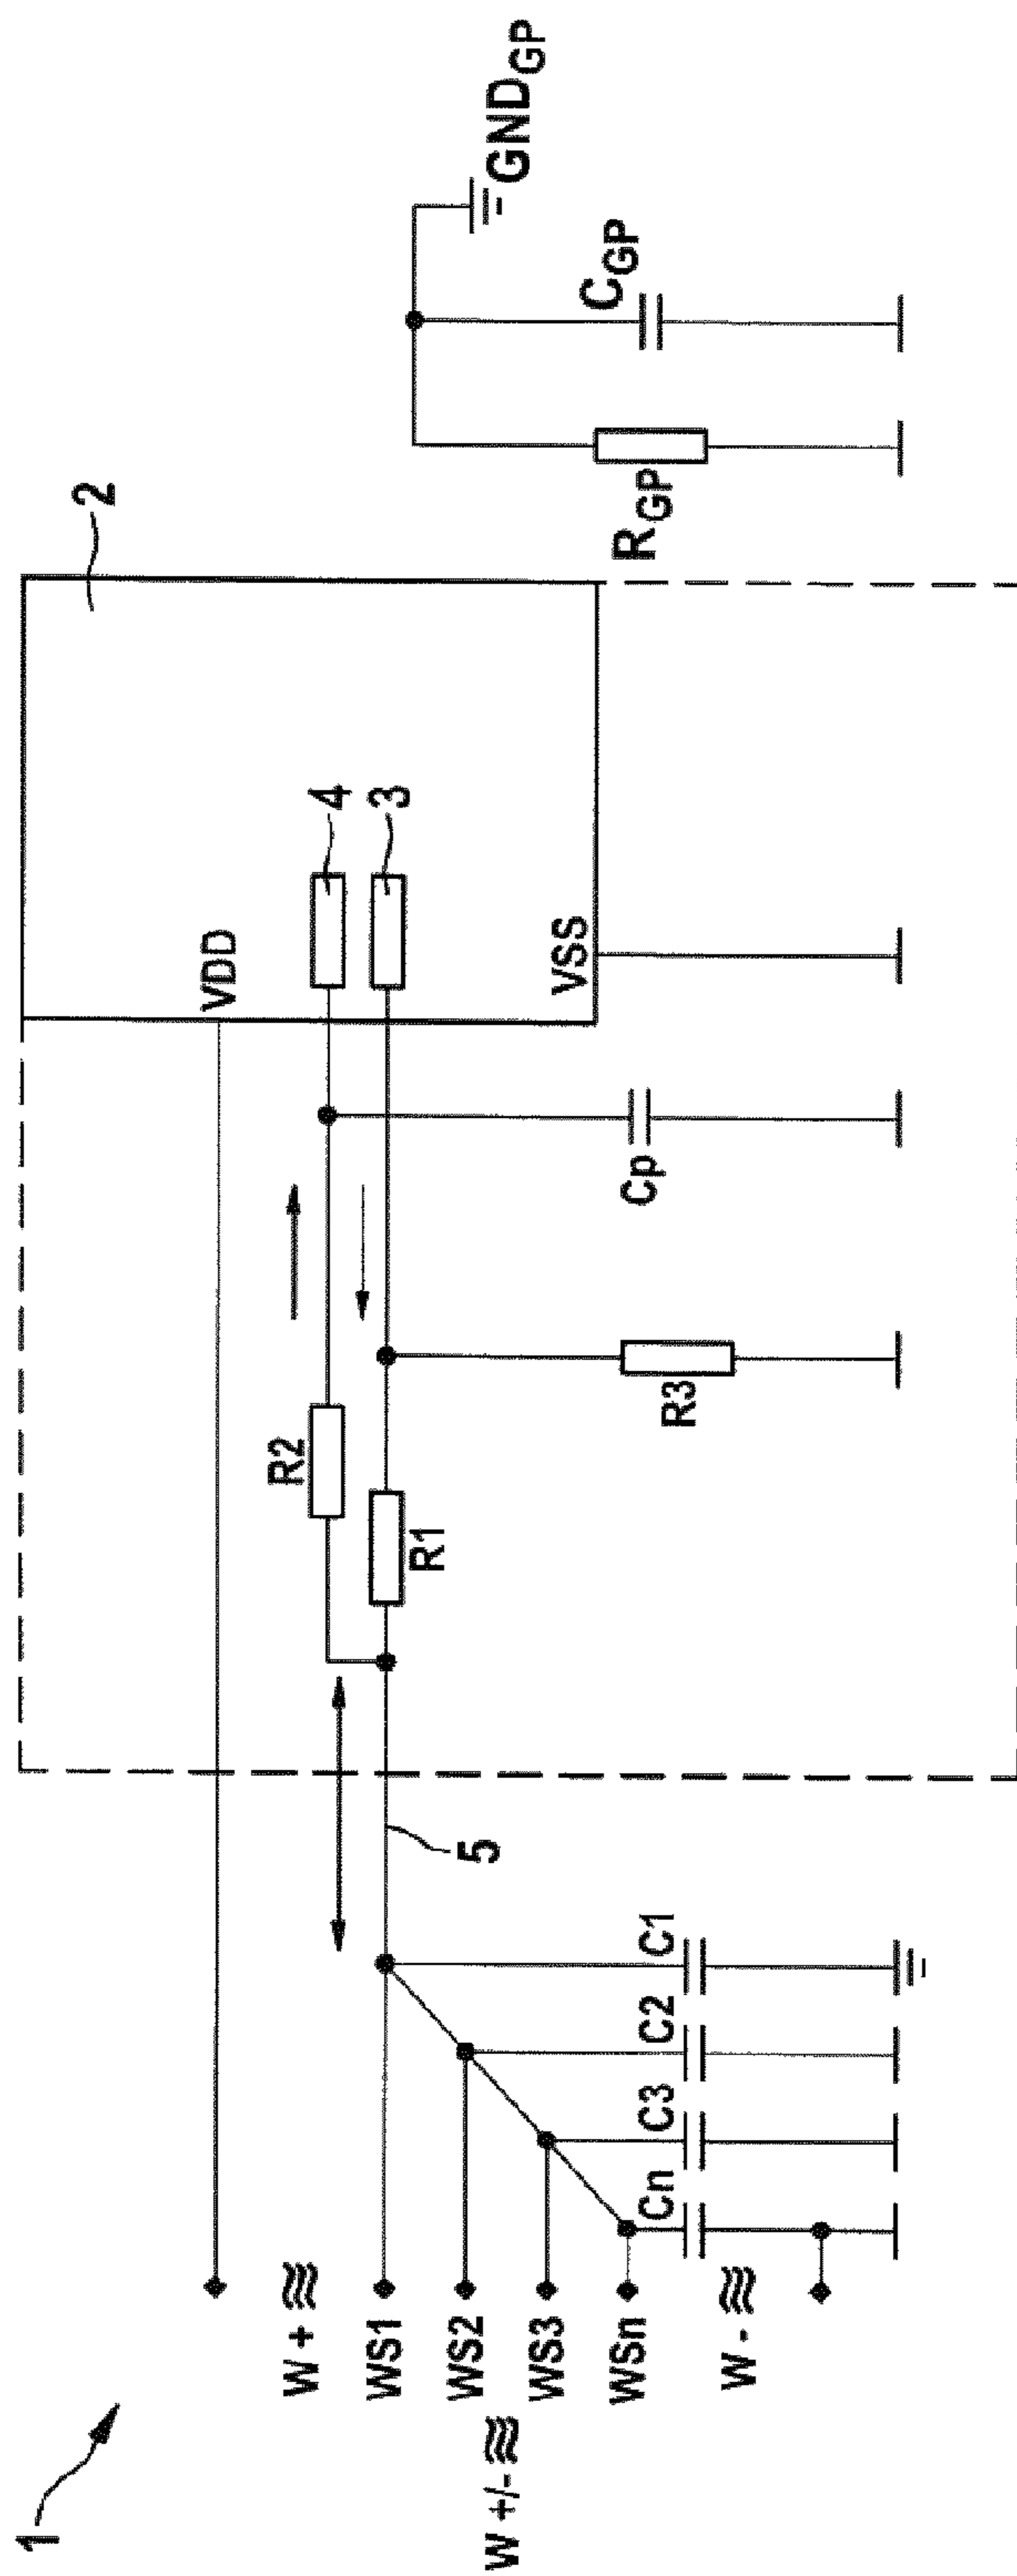 1
2
VDD
4
3
VSS
R2
R1
R3
Cp
5
C1
C2
C3
Cn
W + ≋
WS1
WS2
WS3
WSn
W +/- ≋
W - ≋
R_GP
C_GP
GND_GP